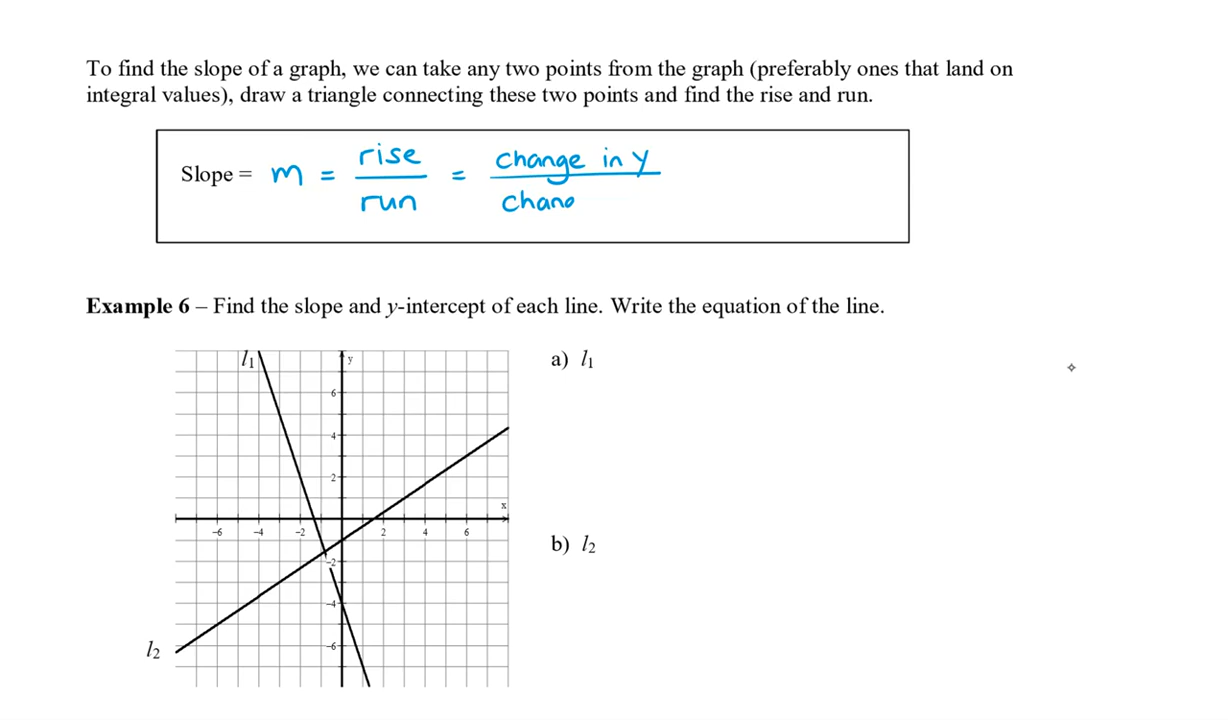 To find the slope of a graph, we can take any two points from the graph (preferably ones that land on
integral values), draw a triangle connecting these two points and find the rise and run.
Slope = m = rise/run = change in y/chano
Example 6 – Find the slope and y-intercept of each line. Write the equation of the line.
l1
y
a) l1
6
4
2
x
-6 -4 -2 2 4 6
b) l2
-2
-4
-6
l2